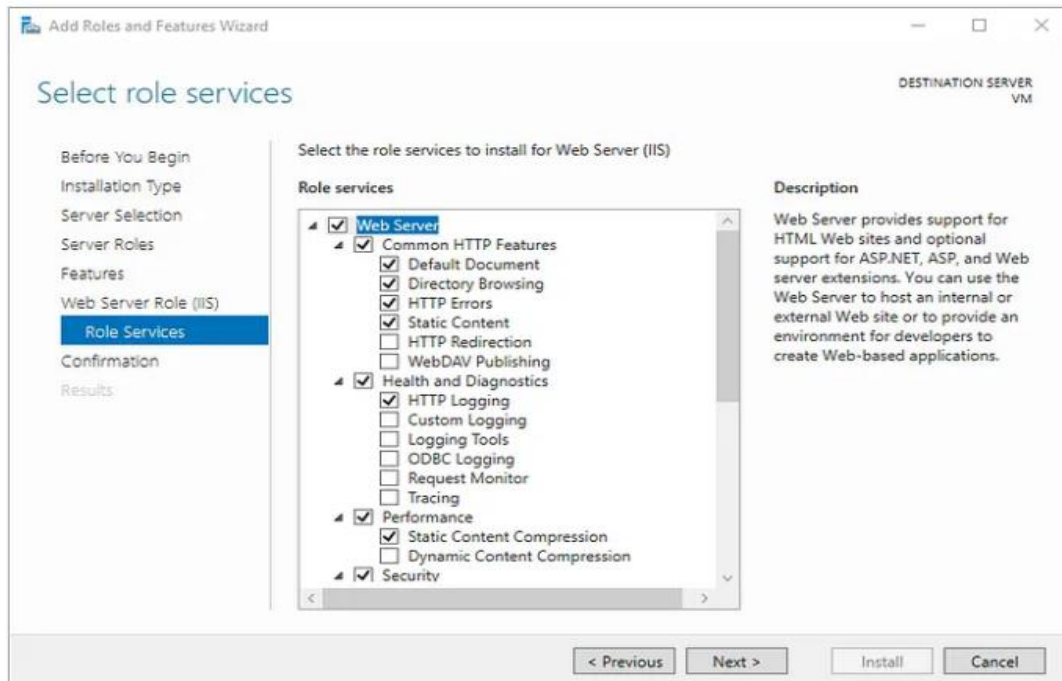 Add Roles and Features Wizard
Select role services
DESTINATION SERVER
VM
Before You Begin
Installation Type
Server Selection
Server Roles
Features
Web Server Role (IIS)
Role Services
Confirmation
Results
Select the role services to install for Web Server (IIS)
Role services
Web Server
Common HTTP Features
Default Document
Directory Browsing
HTTP Errors
Static Content
HTTP Redirection
WebDAV Publishing
Health and Diagnostics
HTTP Logging
Custom Logging
Logging Tools
ODBC Logging
Request Monitor
Tracing
Performance
Static Content Compression
Dynamic Content Compression
Security
Description
Web Server provides support for
HTML Web sites and optional
support for ASP.NET, ASP, and Web
server extensions. You can use the
Web Server to host an internal or
external Web site or to provide an
environment for developers to
create Web-based applications.
< Previous
Next >
Install
Cancel